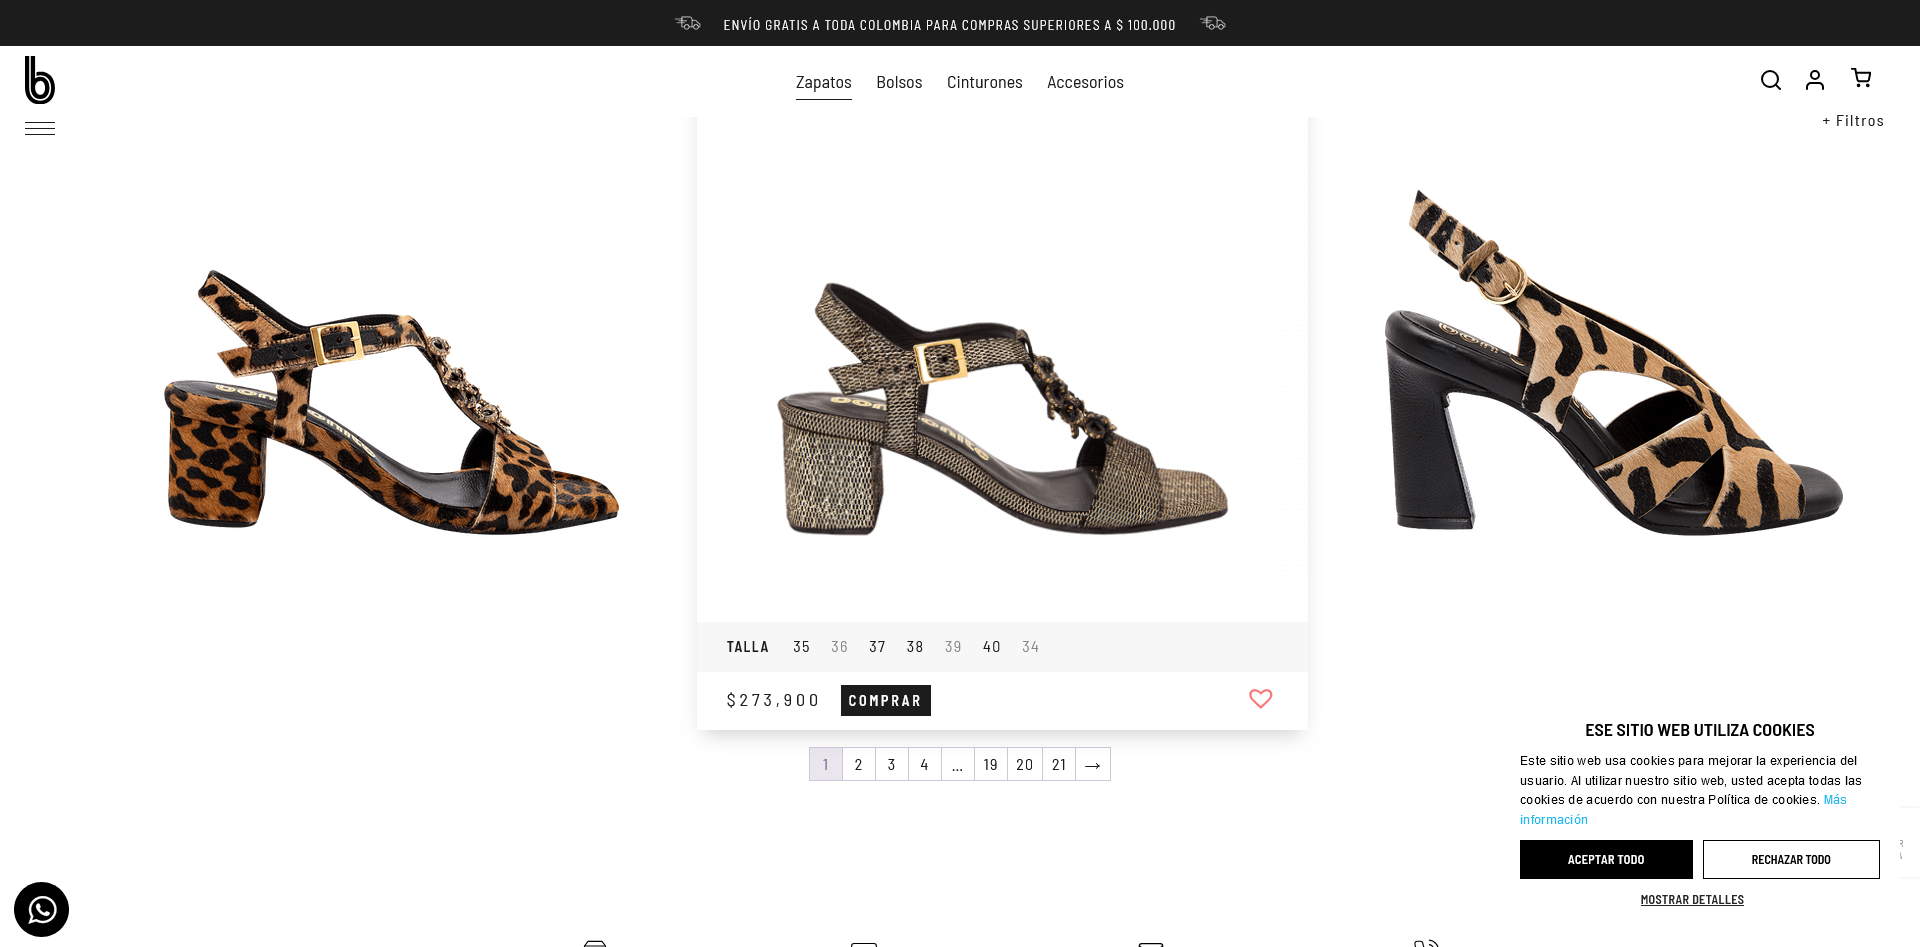 ENVÍO GRATIS A TODA COLOMBIA PARA COMPRAS SUPERIORES A $ 100.000
b
Zapatos Bolsos Cinturones Accesorios
+ Filtros
TALLA 35 36 37 38 39 40 34
$273,900 COMPRAR
1 2 3 4 … 19 20 21 →
ESE SITIO WEB UTILIZA COOKIES
Este sitio web usa cookies para mejorar la experiencia del
usuario. Al utilizar nuestro sitio web, usted acepta todas las
cookies de acuerdo con nuestra Política de cookies. Más
información
ACEPTAR TODO RECHAZAR TODO
MOSTRAR DETALLES